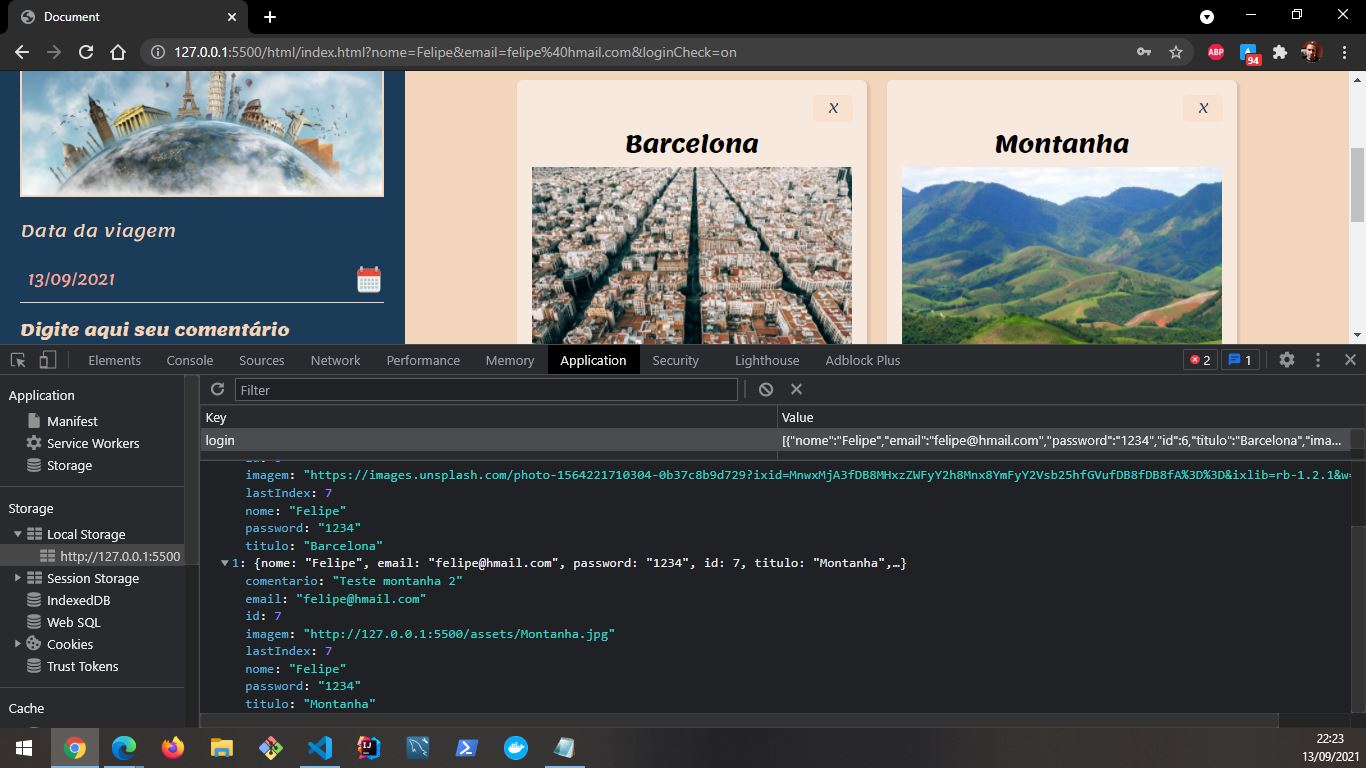 Document
127.0.0.1:5500/html/index.html?nome=Felipe&email=felipe%40hmail.com&loginCheck=on
ABP
94
Data da viagem
13/09/2021
Digite aqui seu comentário
x
Barcelona
x
Montanha
Elements Console Sources Network Performance Memory Application Security Lighthouse Adblock Plus 2 1
Application
Manifest
Service Workers
Storage
Storage
Local Storage
http://127.0.0.1:5500
Session Storage
IndexedDB
Web SQL
Cookies
Trust Tokens
Cache
Filter
Key Value
login [{"nome":"Felipe","email":"felipe@hmail.com","password":"1234","id":6,"titulo":"Barcelona","ima...
imagem: "https://images.unsplash.com/photo-1564221710304-0b37c8b9d729?ixid=MnwxMjA3fDB8MHxzZWFyY2h8Mnx8YmFyY2Vsb25hfGVufDB8fDB8fA%3D%3D&ixlib=rb-1.2.1&w=
lastIndex: 7
nome: "Felipe"
password: "1234"
titulo: "Barcelona"
1: {nome: "Felipe", email: "felipe@hmail.com", password: "1234", id: 7, titulo: "Montanha",…}
comentario: "Teste montanha 2"
email: "felipe@hmail.com"
id: 7
imagem: "http://127.0.0.1:5500/assets/Montanha.jpg"
lastIndex: 7
nome: "Felipe"
password: "1234"
titulo: "Montanha"
22:23
13/09/2021